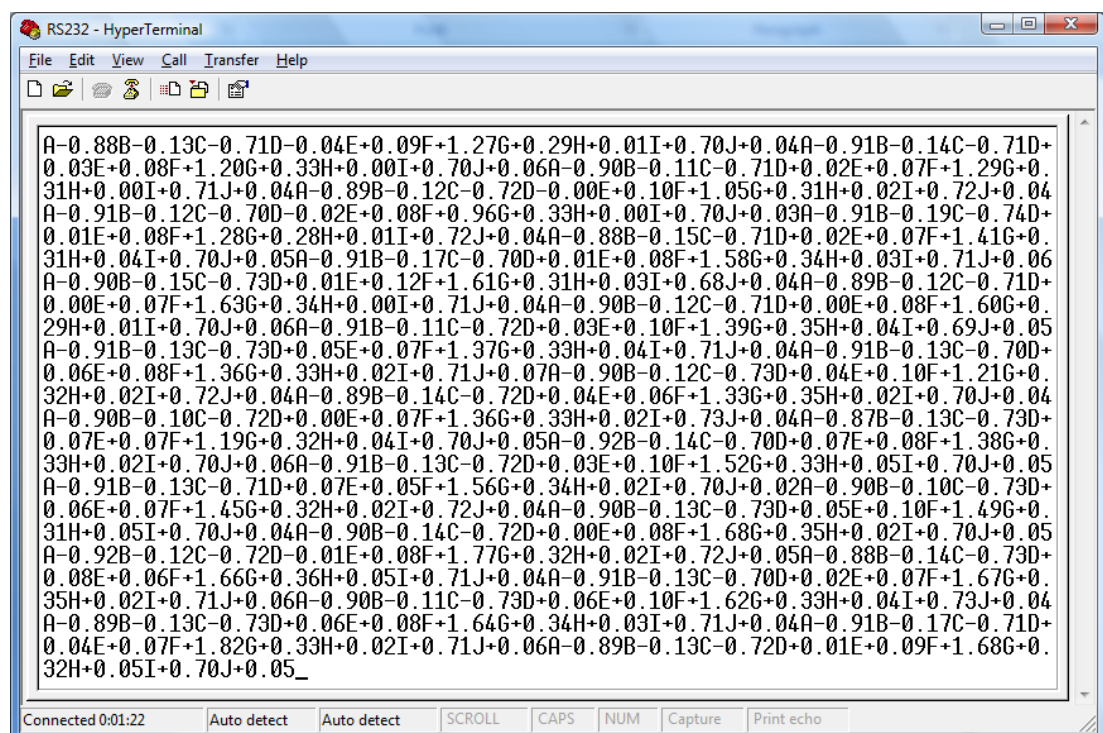 RS232 - HyperTerminal
File Edit View Call Transfer Help
A-0.88B-0.13C-0.71D-0.04E+0.09F+1.27G+0.29H+0.01I+0.70J+0.04A-0.91B-0.14C-0.71D+
0.03E+0.08F+1.20G+0.33H+0.00I+0.70J+0.06A-0.90B-0.11C-0.71D+0.02E+0.07F+1.29G+0.
31H+0.00I+0.71J+0.04A-0.89B-0.12C-0.72D-0.00E+0.10F+1.05G+0.31H+0.02I+0.72J+0.04
A-0.91B-0.12C-0.70D-0.02E+0.08F+0.96G+0.33H+0.00I+0.70J+0.03A-0.91B-0.19C-0.74D+
0.01E+0.08F+1.28G+0.28H+0.01I+0.72J+0.04A-0.88B-0.15C-0.71D+0.02E+0.07F+1.41G+0.
31H+0.04I+0.70J+0.05A-0.91B-0.17C-0.70D+0.01E+0.08F+1.58G+0.34H+0.03I+0.71J+0.06
A-0.90B-0.15C-0.73D+0.01E+0.12F+1.61G+0.31H+0.03I+0.68J+0.04A-0.89B-0.12C-0.71D+
0.00E+0.07F+1.63G+0.34H+0.00I+0.71J+0.04A-0.90B-0.12C-0.71D+0.00E+0.08F+1.60G+0.
29H+0.01I+0.70J+0.06A-0.91B-0.11C-0.72D+0.03E+0.10F+1.39G+0.35H+0.04I+0.69J+0.05
A-0.91B-0.13C-0.73D+0.05E+0.07F+1.37G+0.33H+0.04I+0.71J+0.04A-0.91B-0.13C-0.70D+
0.06E+0.08F+1.36G+0.33H+0.02I+0.71J+0.07A-0.90B-0.12C-0.73D+0.04E+0.10F+1.21G+0.
32H+0.02I+0.72J+0.04A-0.89B-0.14C-0.72D+0.04E+0.06F+1.33G+0.35H+0.02I+0.70J+0.04
A-0.90B-0.10C-0.72D+0.00E+0.07F+1.36G+0.33H+0.02I+0.73J+0.04A-0.87B-0.13C-0.73D+
0.07E+0.07F+1.19G+0.32H+0.04I+0.70J+0.05A-0.92B-0.14C-0.70D+0.07E+0.08F+1.38G+0.
33H+0.02I+0.70J+0.06A-0.91B-0.13C-0.72D+0.03E+0.10F+1.52G+0.33H+0.05I+0.70J+0.05
A-0.91B-0.13C-0.71D+0.07E+0.05F+1.56G+0.34H+0.02I+0.70J+0.02A-0.90B-0.10C-0.73D+
0.06E+0.07F+1.45G+0.32H+0.02I+0.72J+0.04A-0.90B-0.13C-0.73D+0.05E+0.10F+1.49G+0.
31H+0.05I+0.70J+0.04A-0.90B-0.14C-0.72D+0.00E+0.08F+1.68G+0.35H+0.02I+0.70J+0.05
A-0.92B-0.12C-0.72D-0.01E+0.08F+1.77G+0.32H+0.02I+0.72J+0.05A-0.88B-0.14C-0.73D+
0.08E+0.06F+1.66G+0.36H+0.05I+0.71J+0.04A-0.91B-0.13C-0.70D+0.02E+0.07F+1.67G+0.
35H+0.02I+0.71J+0.06A-0.90B-0.11C-0.73D+0.06E+0.10F+1.62G+0.33H+0.04I+0.73J+0.04
A-0.89B-0.13C-0.73D+0.06E+0.08F+1.64G+0.34H+0.03I+0.71J+0.04A-0.91B-0.17C-0.71D+
0.04E+0.07F+1.82G+0.33H+0.02I+0.71J+0.06A-0.89B-0.13C-0.72D+0.01E+0.09F+1.68G+0.
32H+0.05I+0.70J+0.05_
Connected 0:01:22 Auto detect Auto detect SCROLL CAPS NUM Capture Print echo